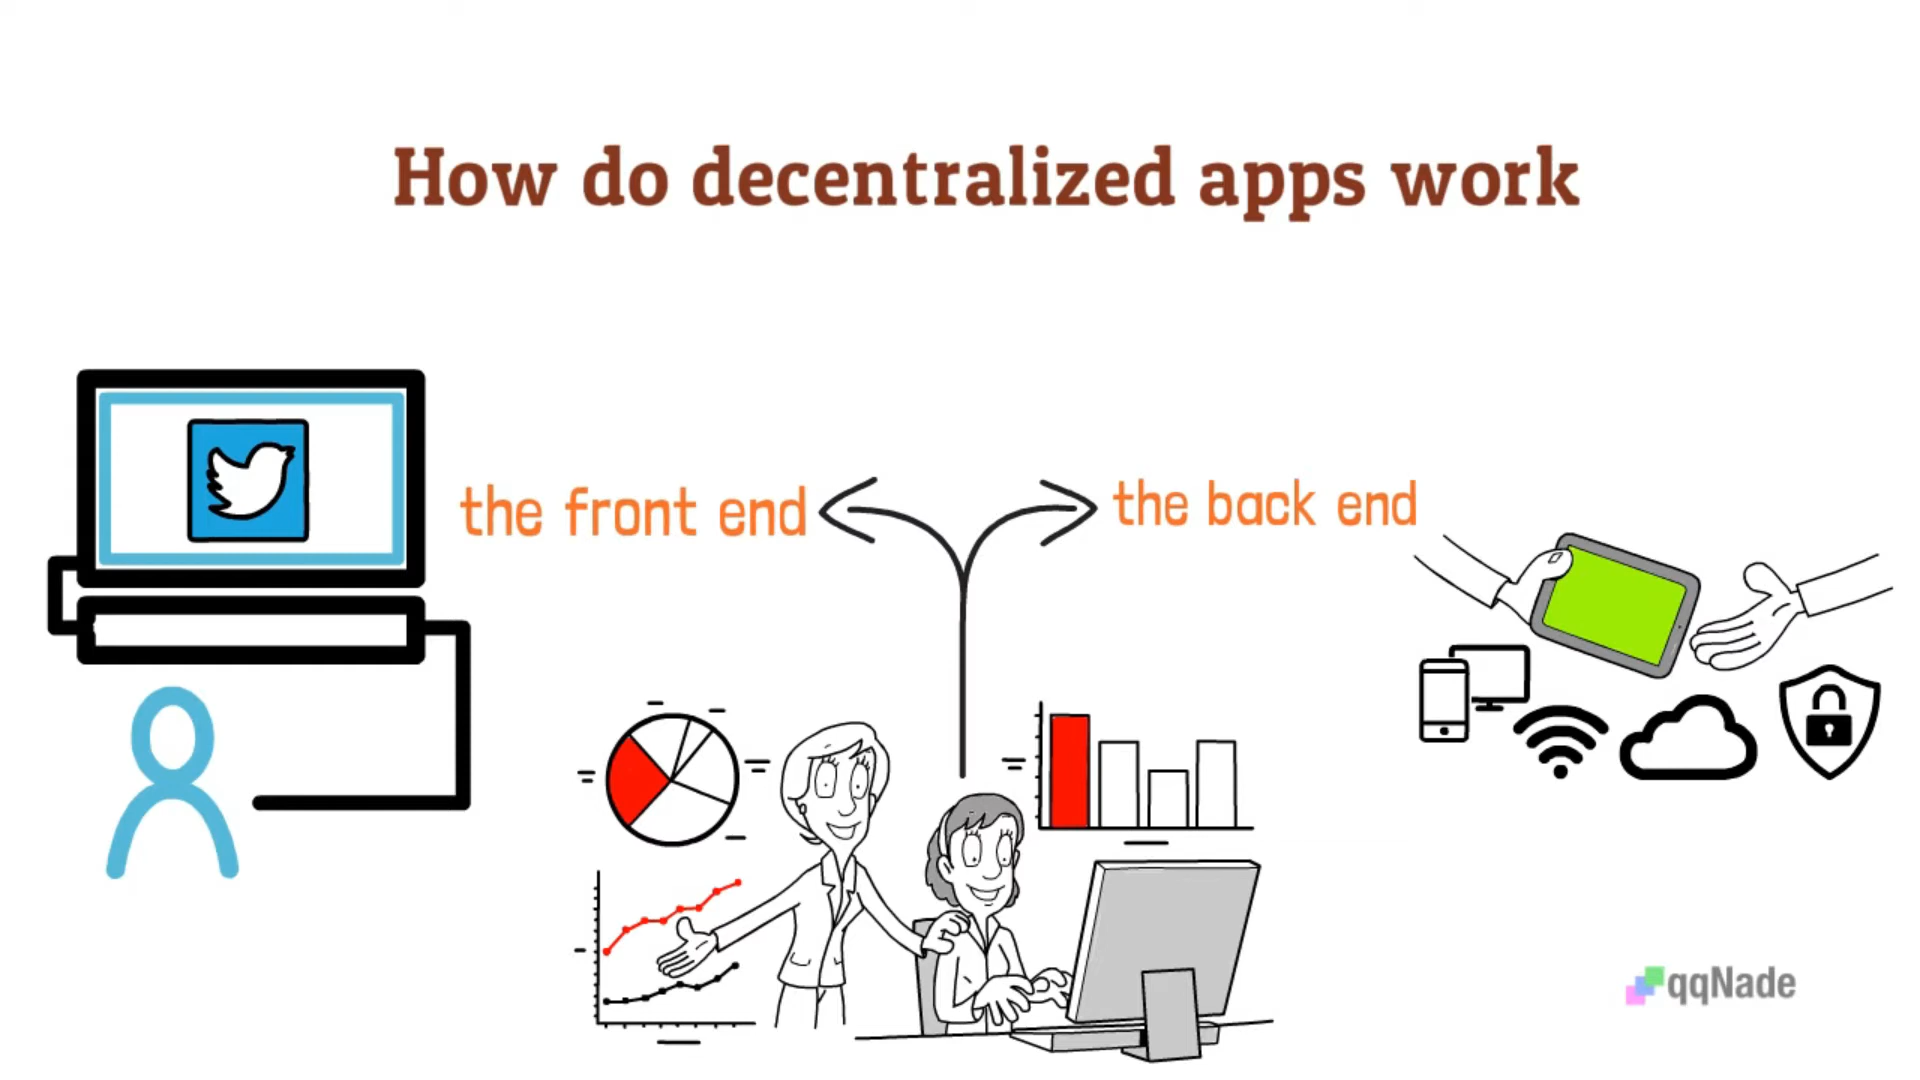 How do decentralized apps work
the front end
the back end
qqNade